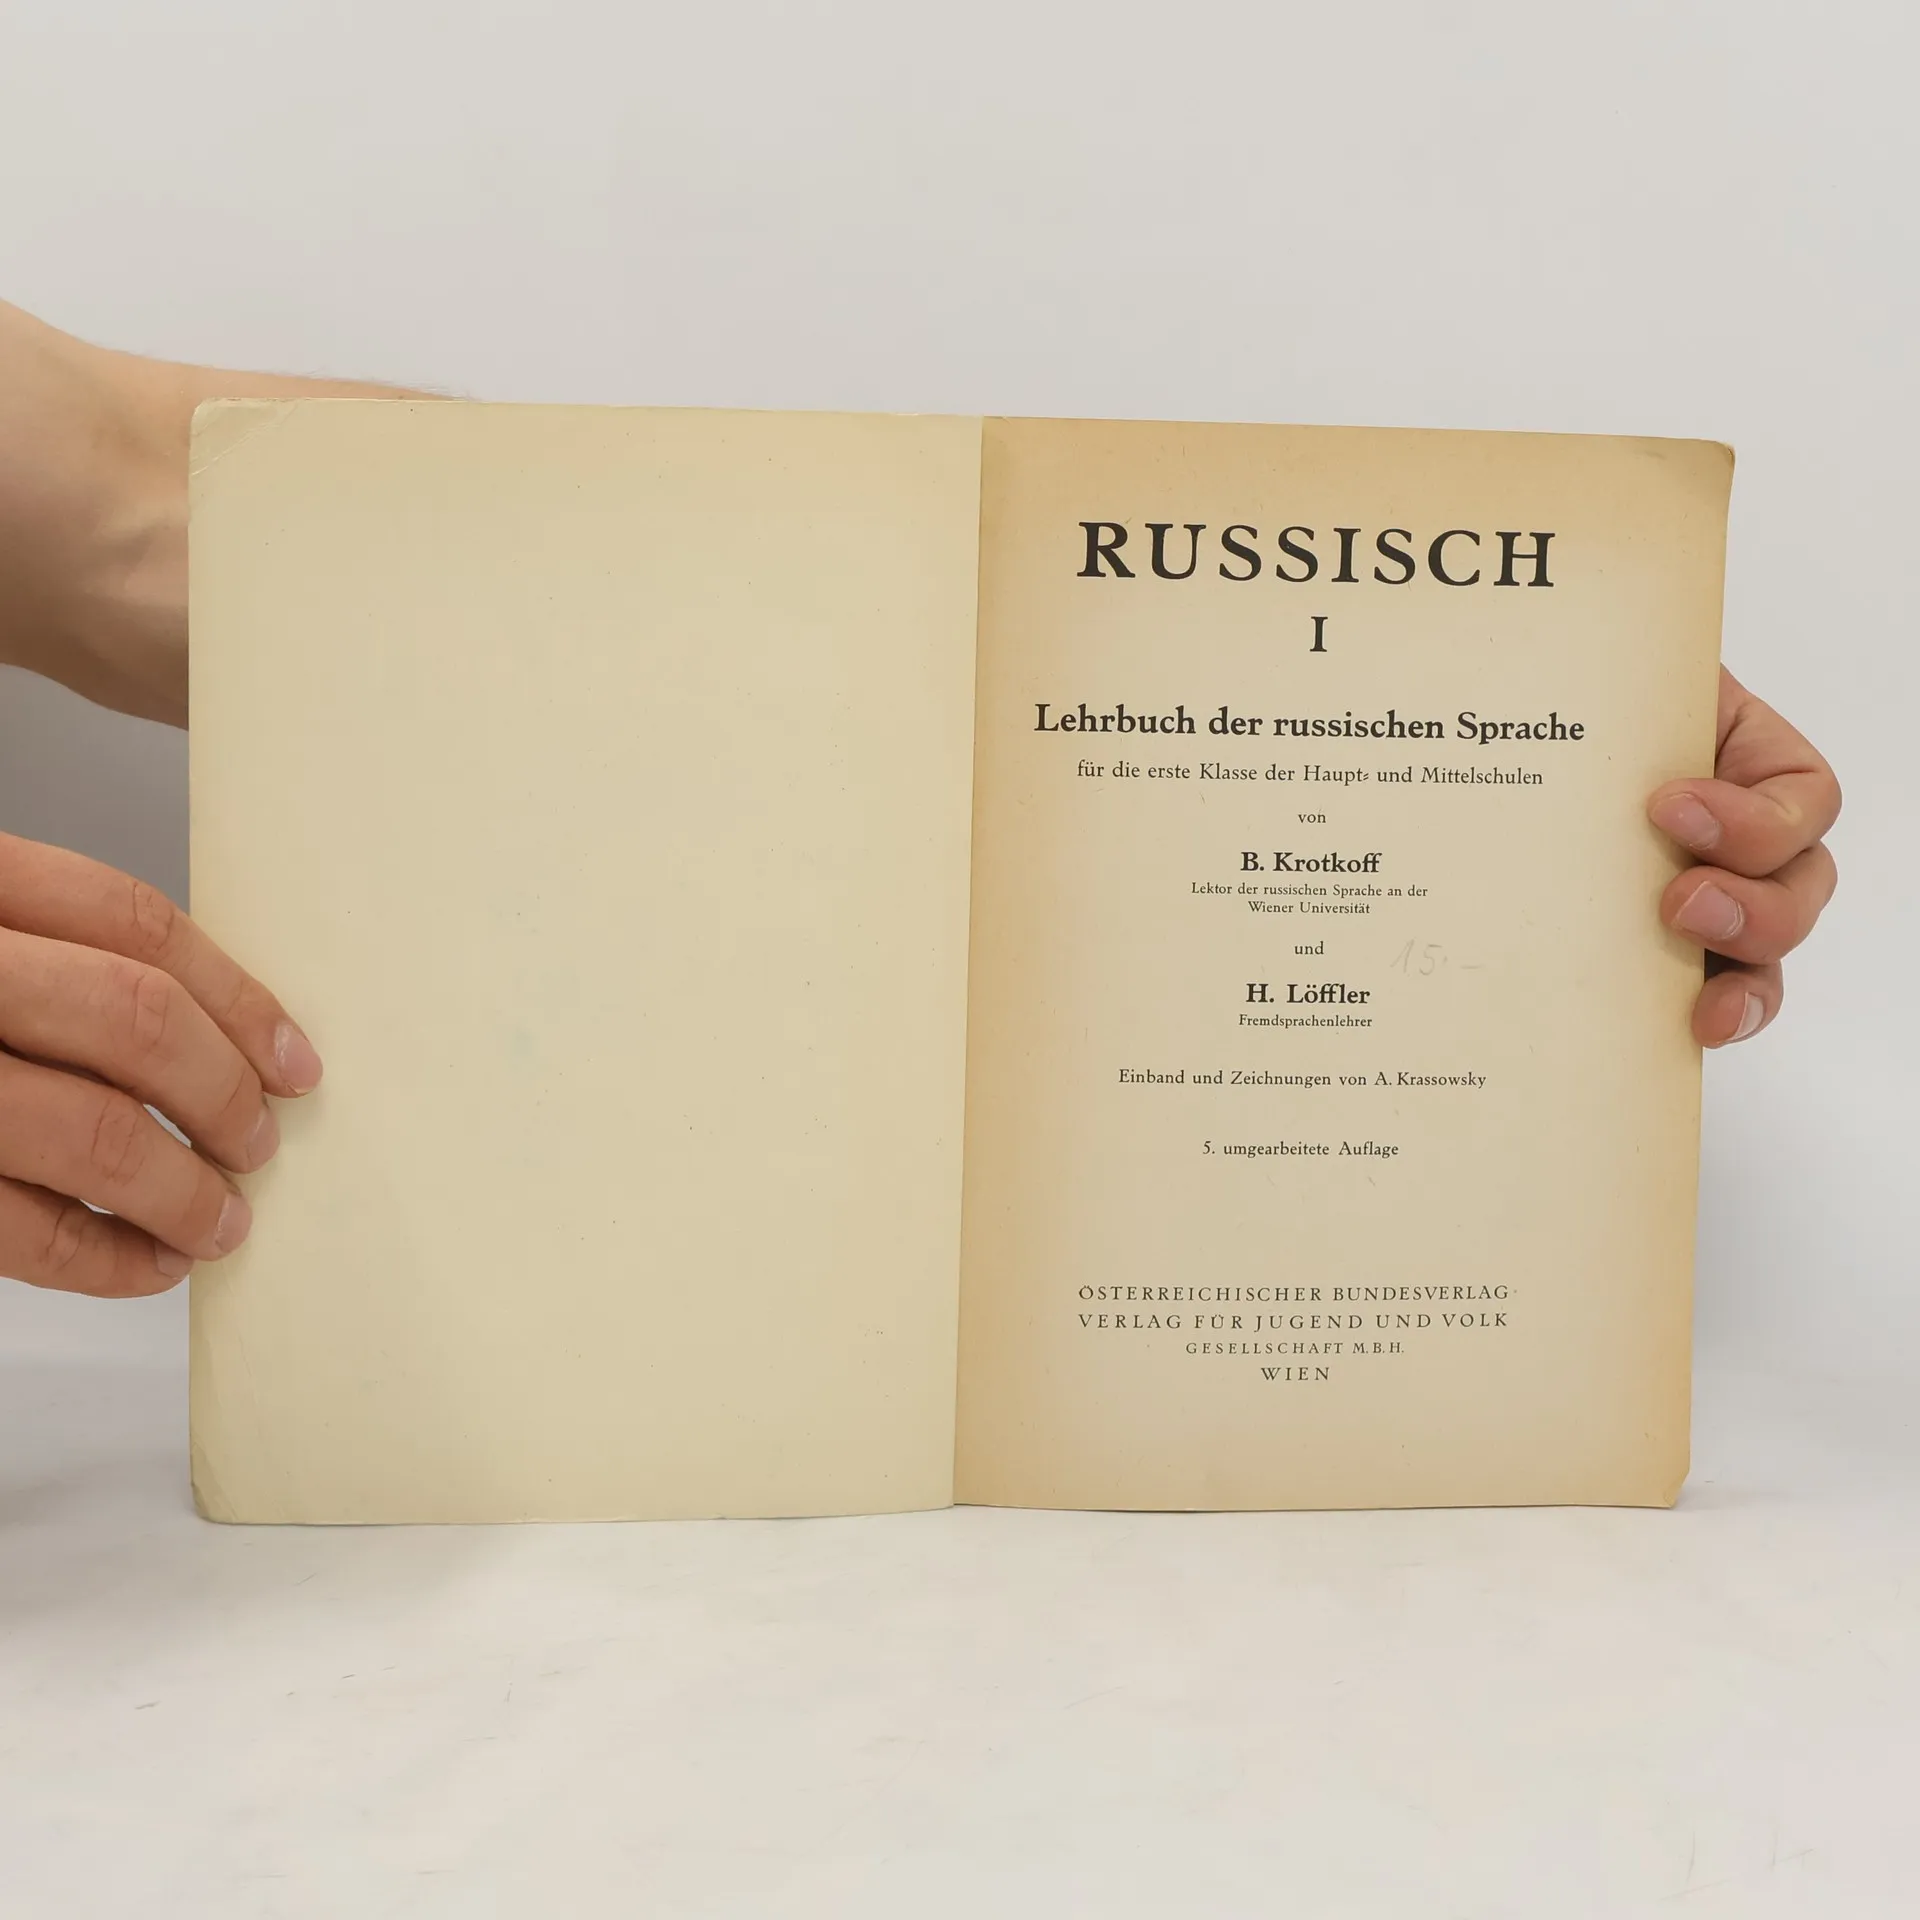 RUSSISCH
I
Lehrbuch der russischen Sprache
für die erste Klasse der Haupt- und Mittelschulen
von
B. Krotkoff
Lektor der russischen Sprache an der
Wiener Universität
und
15.-
H. Löffler
Fremdsprachenlehrer
Einband und Zeichnungen von A. Krassowsky
5. umgearbeitete Auflage
ÖSTERREICHISCHER BUNDESVERLAG
VERLAG FÜR JUGEND UND VOLK
GESELLSCHAFT M. B. H.
WIEN